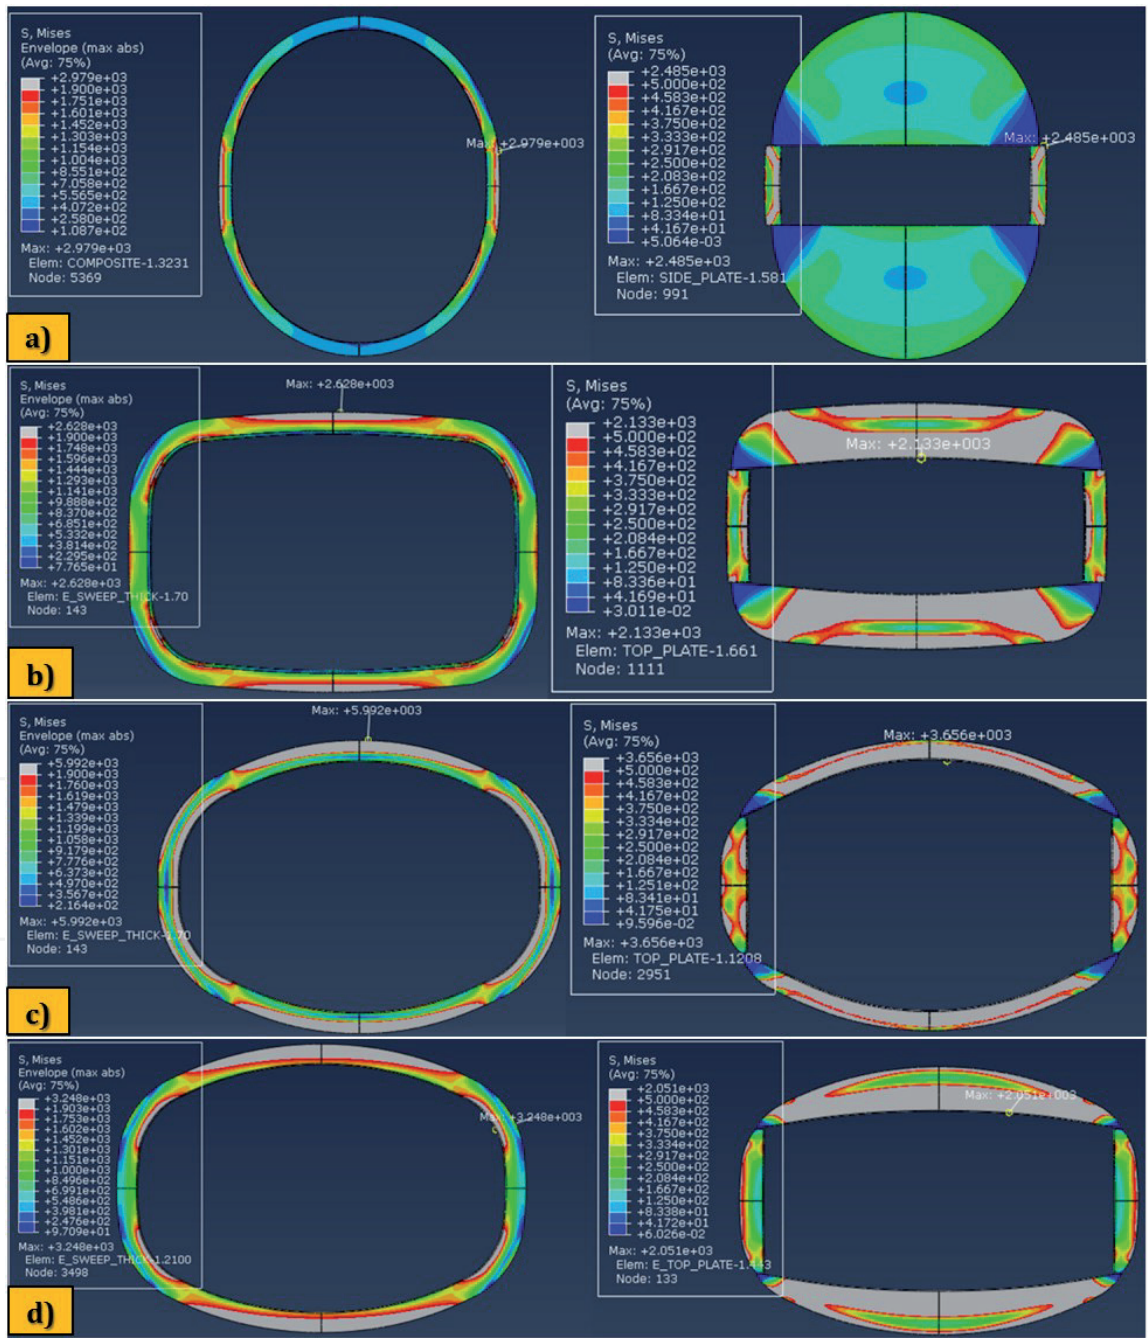 S, Mises
Envelope (max abs)
(Avg: 75%)
+2.979e+03
+1.900e+03
+1.751e+03
+1.601e+03
+1.452e+03
+1.303e+03
+1.154e+03
+1.004e+03
+8.551e+02
+7.058e+02
+5.565e+02
+4.072e+02
+2.580e+02
+1.087e+02
Max: +2.979e+03
Elem: COMPOSITE-1.3231
Node: 5369
Max: +2.979e+003
S, Mises
(Avg: 75%)
+2.485e+03
+5.000e+02
+4.583e+02
+4.167e+02
+3.750e+02
+3.333e+02
+2.917e+02
+2.500e+02
+2.083e+02
+1.667e+02
+1.250e+02
+8.334e+01
+4.167e+01
+5.064e-03
Max: +2.485e+03
Elem: SIDE_PLATE-1.581
Node: 991
Max: +2.485e+003
a)
S, Mises
Envelope (max abs)
(Avg: 75%)
+2.628e+03
+1.900e+03
+1.748e+03
+1.596e+03
+1.444e+03
+1.293e+03
+1.141e+03
+9.888e+02
+8.370e+02
+6.851e+02
+5.332e+02
+3.814e+02
+2.295e+02
+7.765e+01
Max: +2.628e+03
Elem: E_SWEEP_THICK-1.70
Node: 143
Max: +2.628e+003
S, Mises
(Avg: 75%)
+2.133e+03
+5.000e+02
+4.583e+02
+4.167e+02
+3.750e+02
+3.333e+02
+2.917e+02
+2.500e+02
+2.084e+02
+1.667e+02
+1.250e+02
+8.336e+01
+4.169e+01
+3.011e-02
Max: +2.133e+03
Elem: TOP_PLATE-1.661
Node: 1111
Max: +2.133e+003
b)
S, Mises
Envelope (max abs)
(Avg: 75%)
+5.992e+03
+1.900e+03
+1.760e+03
+1.619e+03
+1.479e+03
+1.339e+03
+1.199e+03
+1.058e+03
+9.179e+02
+7.776e+02
+6.373e+02
+4.970e+02
+3.567e+02
+2.164e+02
Max: +5.992e+03
Elem: E_SWEEP_THICK-1.70
Node: 143
Max: +5.992e+003
S, Mises
(Avg: 75%)
+3.656e+03
+5.000e+02
+4.583e+02
+4.167e+02
+3.750e+02
+3.334e+02
+2.917e+02
+2.500e+02
+2.084e+02
+1.667e+02
+1.251e+02
+8.341e+01
+4.175e+01
+9.596e-02
Max: +3.656e+03
Elem: TOP_PLATE-1.1208
Node: 2951
Max: +3.656e+003
c)
S, Mises
Envelope (max abs)
(Avg: 75%)
+3.248e+03
+1.903e+03
+1.753e+03
+1.602e+03
+1.452e+03
+1.301e+03
+1.151e+03
+1.000e+03
+8.496e+02
+6.991e+02
+5.486e+02
+3.981e+02
+2.476e+02
+9.709e+01
Max: +3.248e+03
Elem: E_SWEEP_THICK-1.2100
Node: 3498
Max: +3.248e+003
S, Mises
(Avg: 75%)
+2.051e+03
+5.000e+02
+4.583e+02
+4.167e+02
+3.750e+02
+3.334e+02
+2.917e+02
+2.500e+02
+2.084e+02
+1.667e+02
+1.250e+02
+8.338e+01
+4.172e+01
+6.026e-02
Max: +2.051e+03
Elem: E_TOP_PLATE-1.443
Node: 133
Max: +2.051e+003
d)